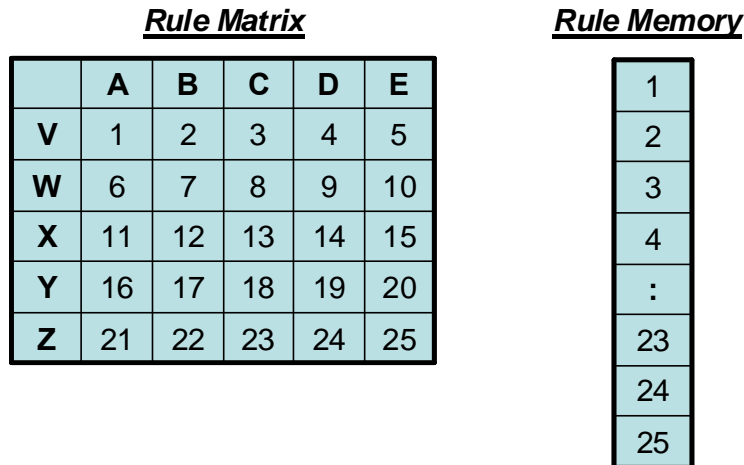 Rule Matrix
A B C D E
V 1 2 3 4 5
W 6 7 8 9 10
X 11 12 13 14 15
Y 16 17 18 19 20
Z 21 22 23 24 25
Rule Memory
1
2
3
4
:
23
24
25